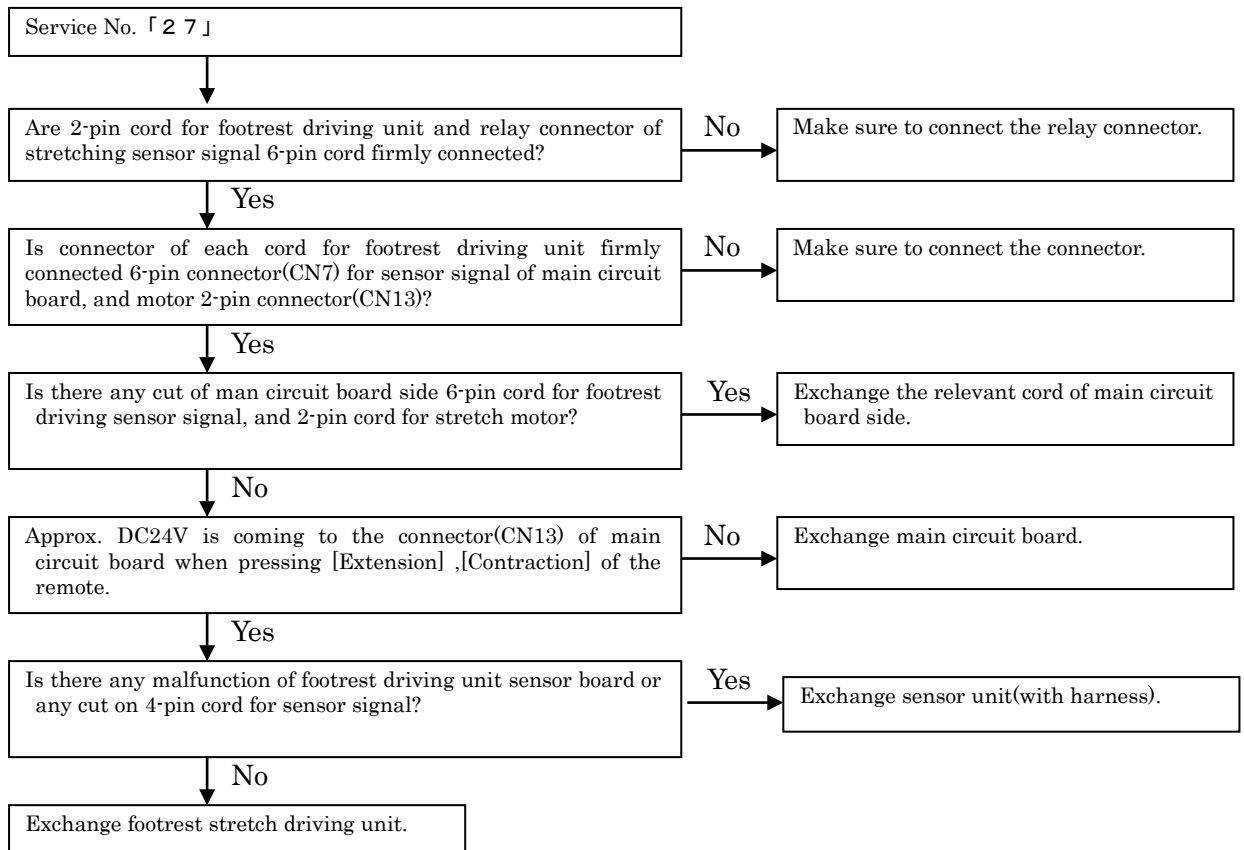 Service No.「２７」
Are 2-pin cord for footrest driving unit and relay connector of
stretching sensor signal 6-pin cord firmly connected?
No
Make sure to connect the relay connector.
Yes
Is connector of each cord for footrest driving unit firmly
connected 6-pin connector(CN7) for sensor signal of main circuit
board, and motor 2-pin connector(CN13)?
No
Make sure to connect the connector.
Yes
Is there any cut of man circuit board side 6-pin cord for footrest
driving sensor signal, and 2-pin cord for stretch motor?
Yes
Exchange the relevant cord of main circuit
board side.
No
Approx. DC24V is coming to the connector(CN13) of main
circuit board when pressing [Extension] ,[Contraction] of the
remote.
No
Exchange main circuit board.
Yes
Is there any malfunction of footrest driving unit sensor board or
any cut on 4-pin cord for sensor signal?
Yes
Exchange sensor unit(with harness).
No
Exchange footrest stretch driving unit.